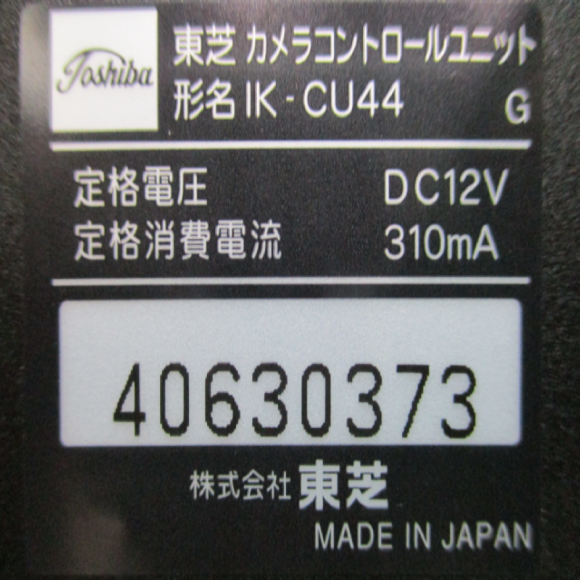 Toshiba
東芝 カメラコントロールユニット
形名 IK-CU44 G
定格電圧 DC12V
定格消費電流 310mA
40630373
株式会社 東芝
MADE IN JAPAN